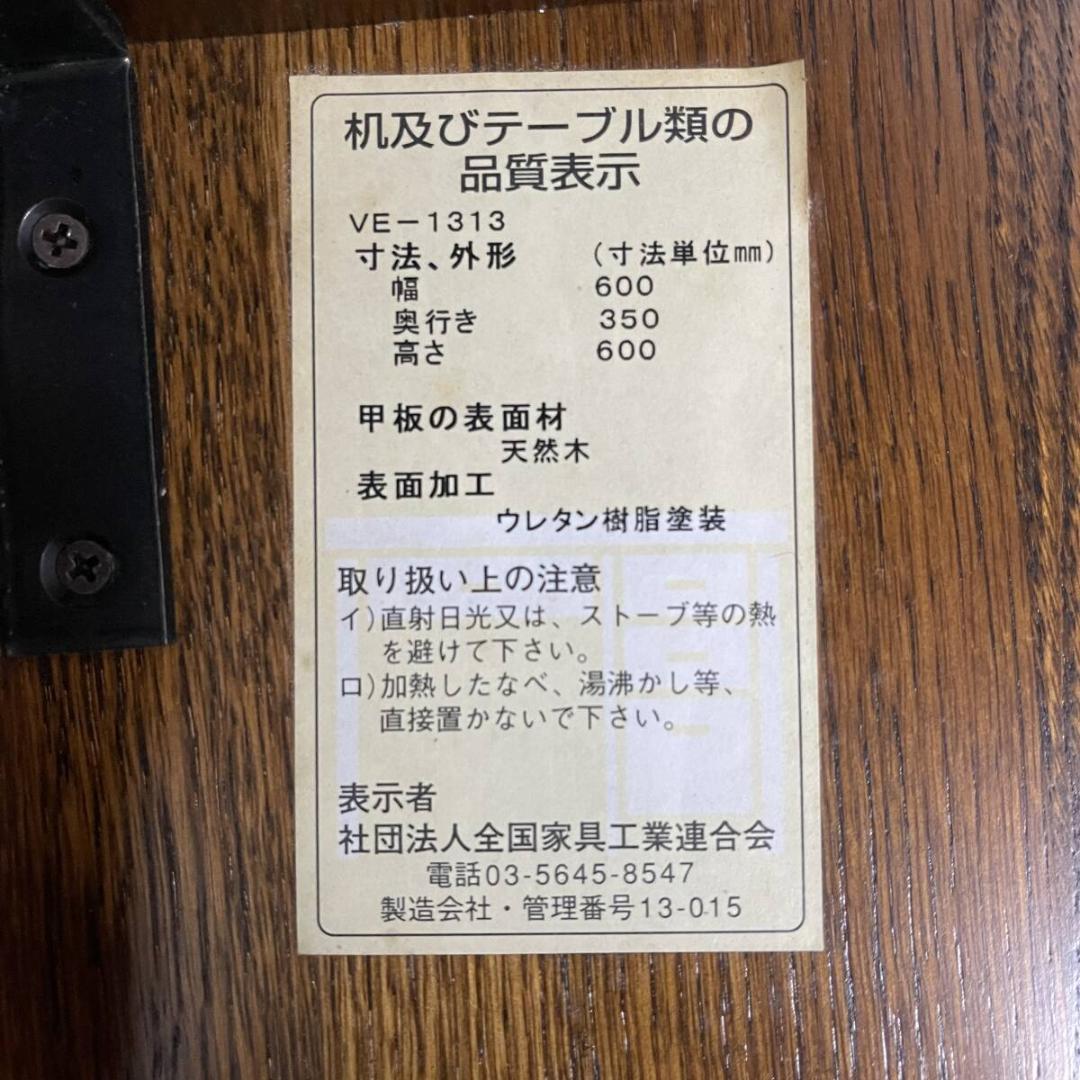 机及びテーブル類の
品質表示
VE-1313
寸法、外形 (寸法単位㎜)
幅 600
奥行き 350
高さ 600
甲板の表面材
天然木
表面加工
ウレタン樹脂塗装
取り扱い上の注意
イ)直射日光又は、ストーブ等の熱
を避けて下さい。
ロ)加熱したなべ、湯沸かし等、
直接置かないで下さい。
表示者
社団法人全国家具工業連合会
電話03-5645-8547
製造会社・管理番号13-015